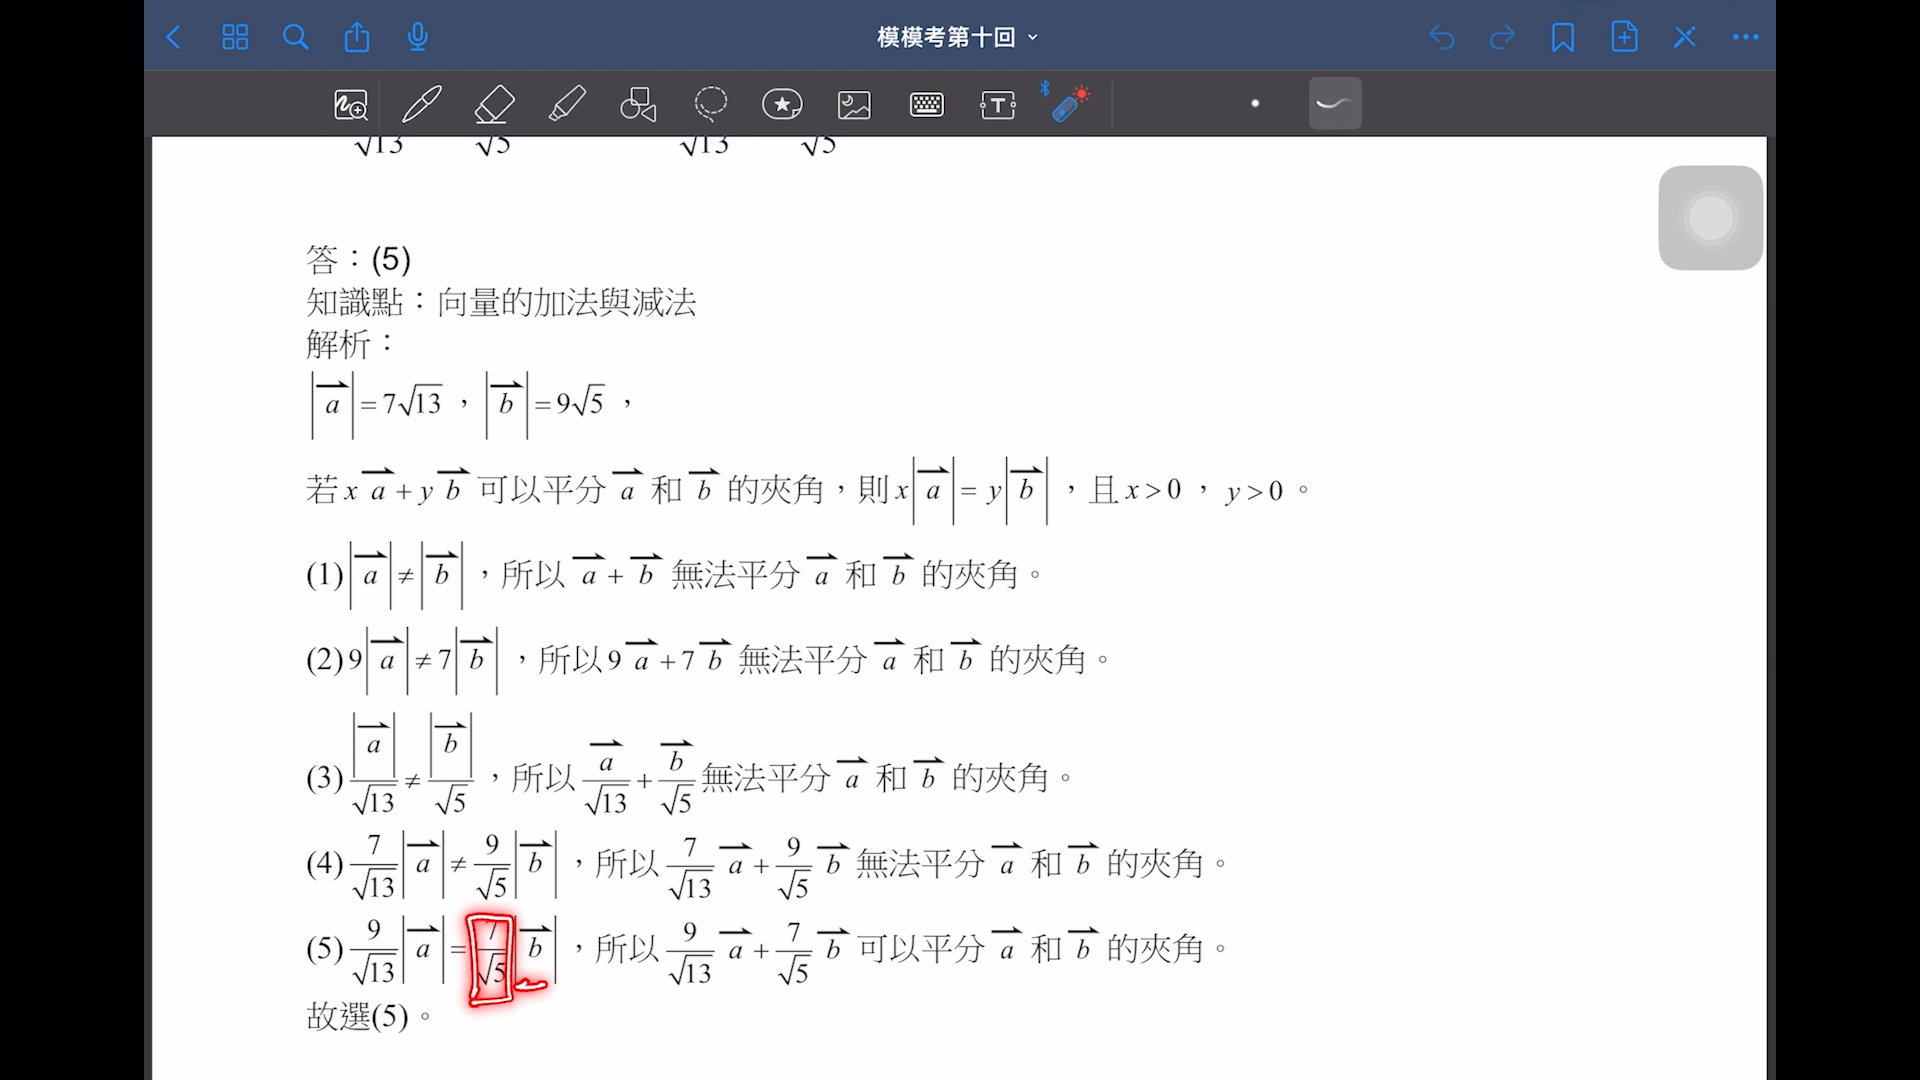 模模考第十回
√13 √5 √13 √5
答：(5)
知識點：向量的加法與減法
解析：
|a⃗| = 7√13，|b⃗| = 9√5，
若 x a⃗ + y b⃗ 可以平分 a⃗ 和 b⃗ 的夾角，則 x|a⃗| = y|b⃗|，且 x > 0，y > 0。
(1) |a⃗| ≠ |b⃗|，所以 a⃗ + b⃗ 無法平分 a⃗ 和 b⃗ 的夾角。
(2) 9|a⃗| ≠ 7|b⃗|，所以 9 a⃗ + 7 b⃗ 無法平分 a⃗ 和 b⃗ 的夾角。
(3) |a⃗|/√13 ≠ |b⃗|/√5，所以 a⃗/√13 + b⃗/√5 無法平分 a⃗ 和 b⃗ 的夾角。
(4) 7/√13 |a⃗| ≠ 9/√5 |b⃗|，所以 7/√13 a⃗ + 9/√5 b⃗ 無法平分 a⃗ 和 b⃗ 的夾角。
(5) 9/√13 |a⃗| = 7/√5 |b⃗|，所以 9/√13 a⃗ + 7/√5 b⃗ 可以平分 a⃗ 和 b⃗ 的夾角。
故選(5)。